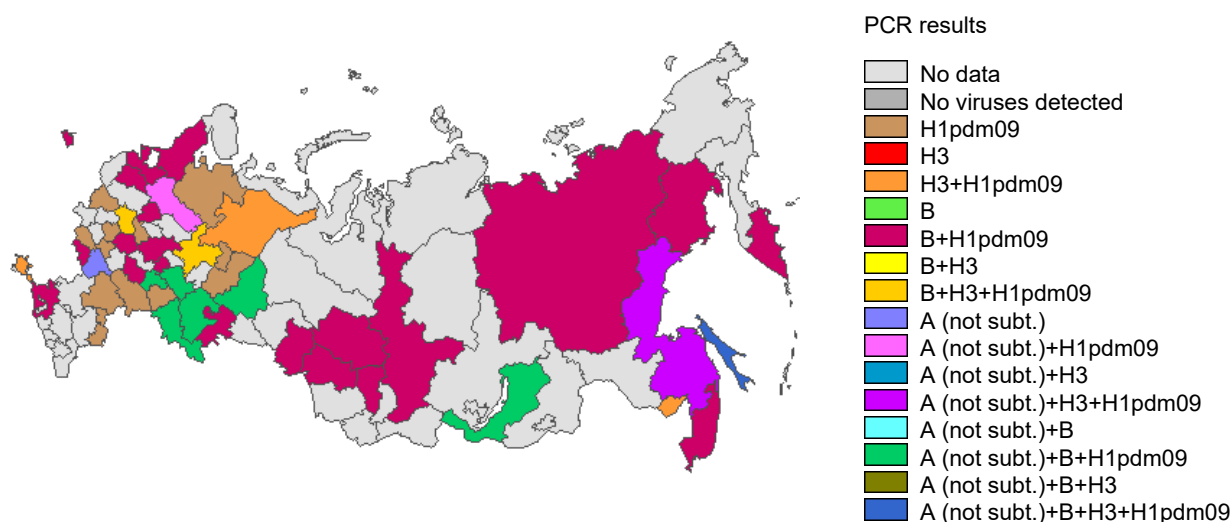 PCR results
No data
No viruses detected
H1pdm09
H3
H3+H1pdm09
B
B+H1pdm09
B+H3
B+H3+H1pdm09
A (not subt.)
A (not subt.)+H1pdm09
A (not subt.)+H3
A (not subt.)+H3+H1pdm09
A (not subt.)+B
A (not subt.)+B+H1pdm09
A (not subt.)+B+H3
A (not subt.)+B+H3+H1pdm09